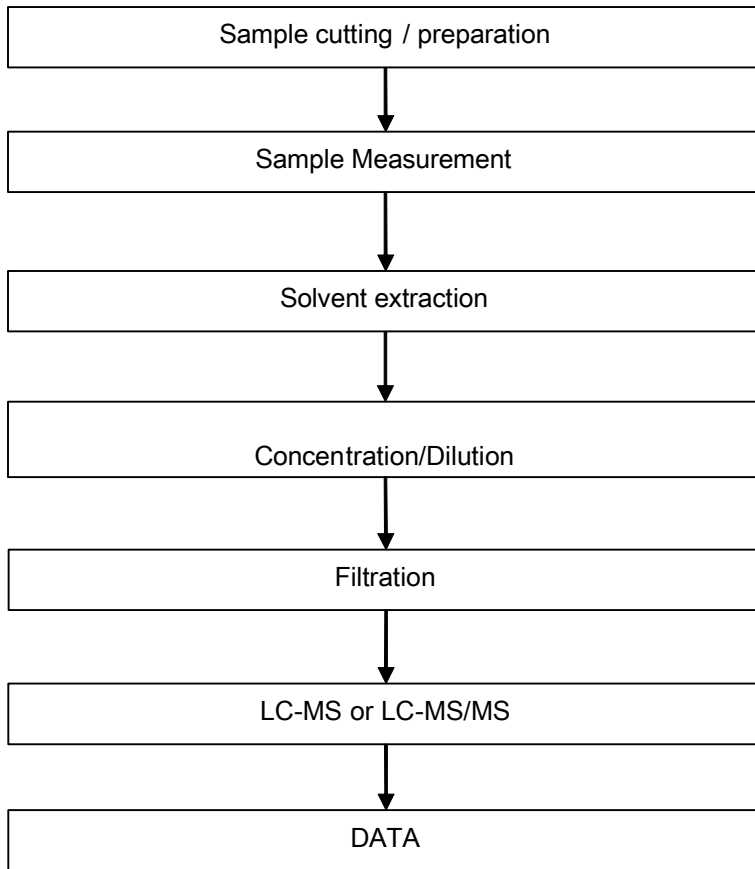 Sample cutting / preparation
Sample Measurement
Solvent extraction
Concentration/Dilution
Filtration
LC-MS or LC-MS/MS
DATA